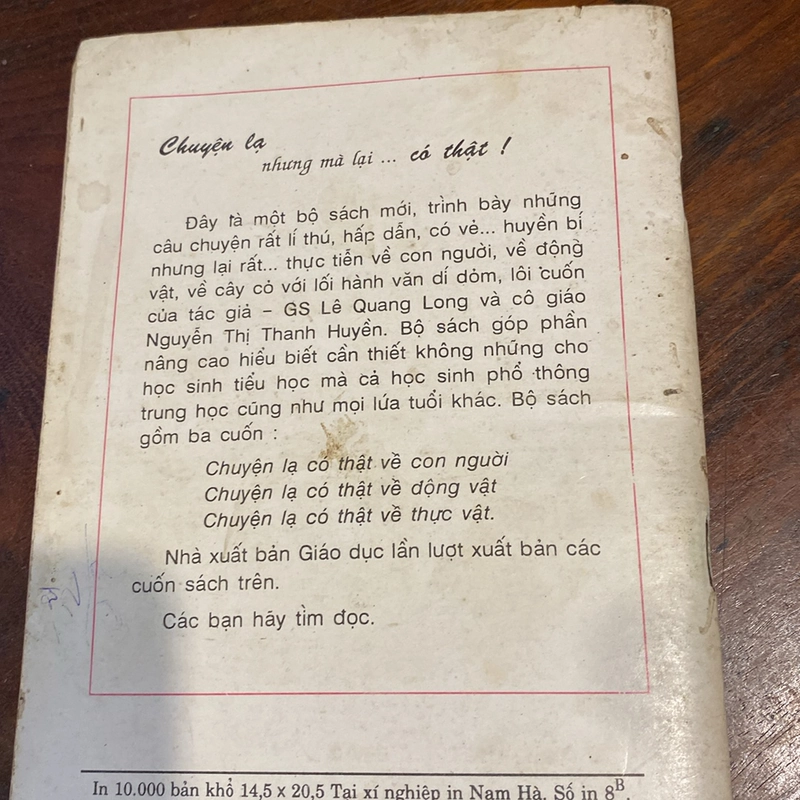 Chuyện lạ
nhưng mà lại ... có thật !
Đây là một bộ sách mới, trình bày những
câu chuyện rất lí thú, hấp dẫn, có vẻ... huyền bí
nhưng lại rất... thực tiễn về con người, về động
vật, về cây cỏ với lối hành văn dí dỏm, lôi cuốn
của tác giả – GS Lê Quang Long và cô giáo
Nguyễn Thị Thanh Huyền. Bộ sách góp phần
nâng cao hiểu biết cần thiết không những cho
học sinh tiểu học mà cả học sinh phổ thông
trung học cũng như mọi lứa tuổi khác. Bộ sách
gồm ba cuốn :
Chuyện lạ có thật về con người
Chuyện lạ có thật về động vật
Chuyện lạ có thật về thực vật.
Nhà xuất bản Giáo dục lần lượt xuất bản các
cuốn sách trên.
Các bạn hãy tìm đọc.
In 10.000 bản khổ 14,5 x 20,5 Tại xí nghiệp in Nam Hà. Số in 8B.